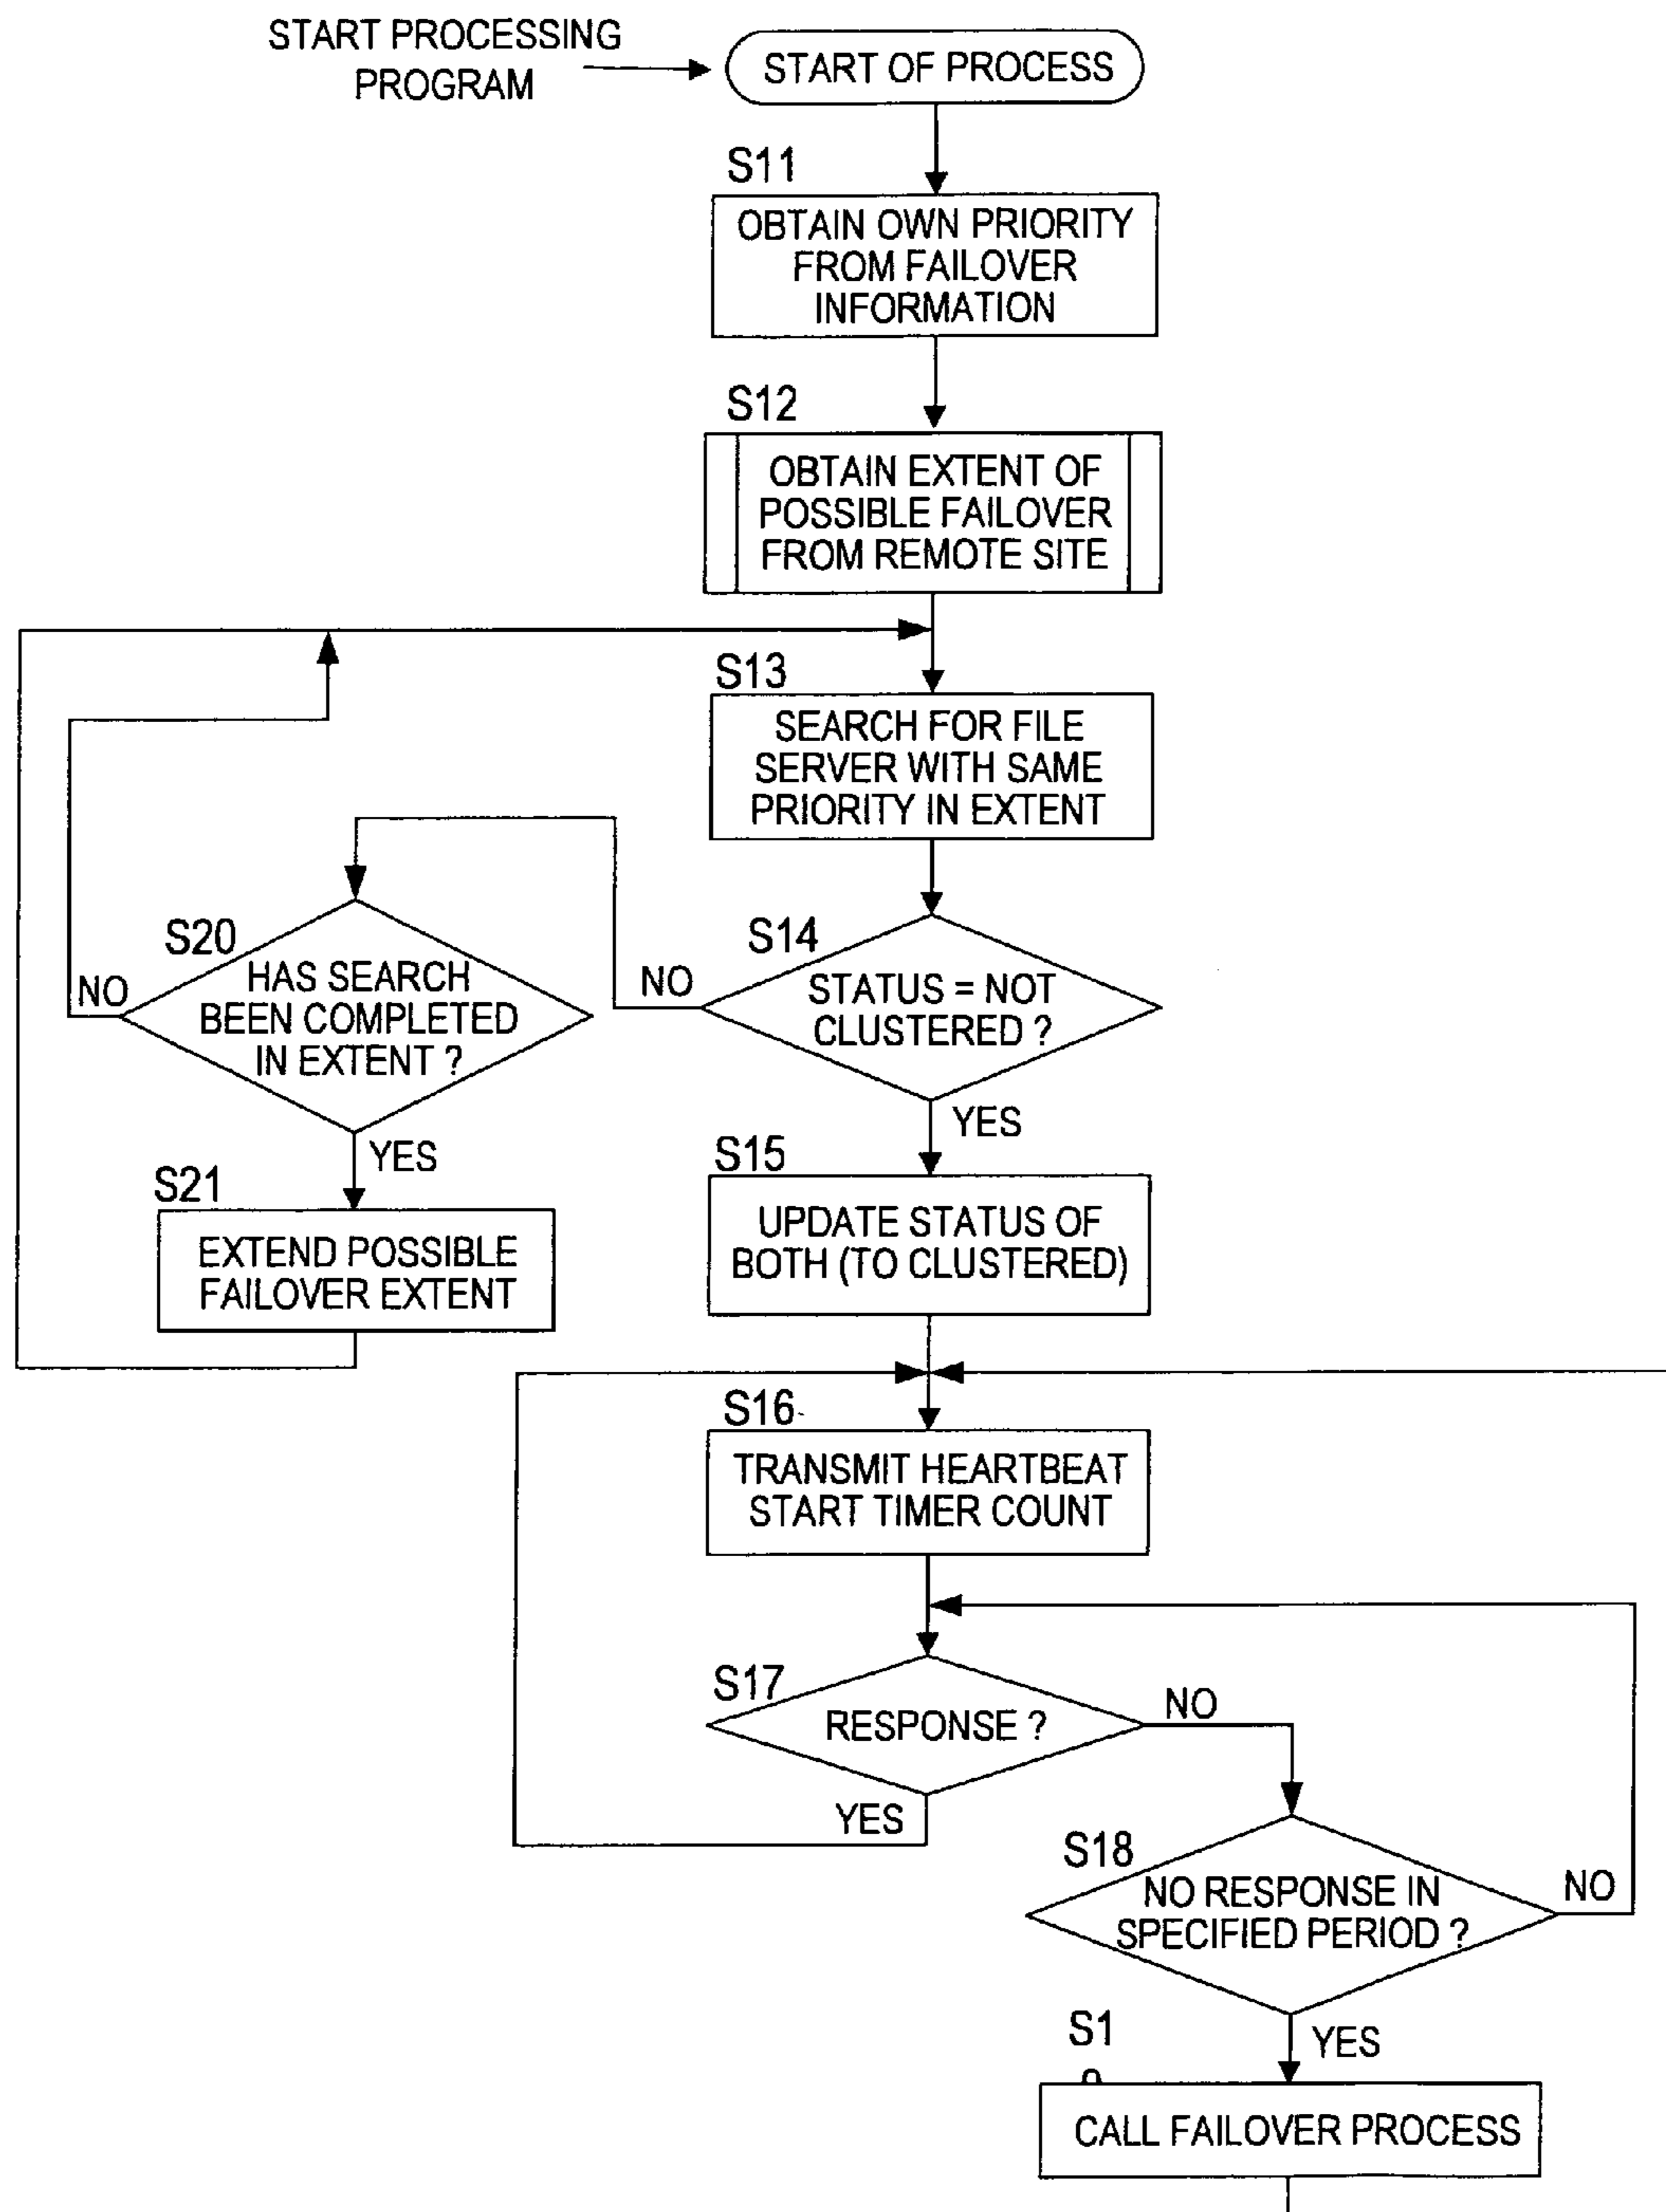 START PROCESSING
PROGRAM
START OF PROCESS
S11
OBTAIN OWN PRIORITY
FROM FAILOVER
INFORMATION
S12
OBTAIN EXTENT OF
POSSIBLE FAILOVER
FROM REMOTE SITE
S13
SEARCH FOR FILE
SERVER WITH SAME
PRIORITY IN EXTENT
S14
STATUS = NOT
CLUSTERED ?
NO
YES
S20
HAS SEARCH
BEEN COMPLETED
IN EXTENT ?
NO
YES
S21
EXTEND POSSIBLE
FAILOVER EXTENT
S15
UPDATE STATUS OF
BOTH (TO CLUSTERED)
S16
TRANSMIT HEARTBEAT
START TIMER COUNT
S17
RESPONSE ?
NO
YES
S18
NO RESPONSE IN
SPECIFIED PERIOD ?
NO
YES
S1
CALL FAILOVER PROCESS